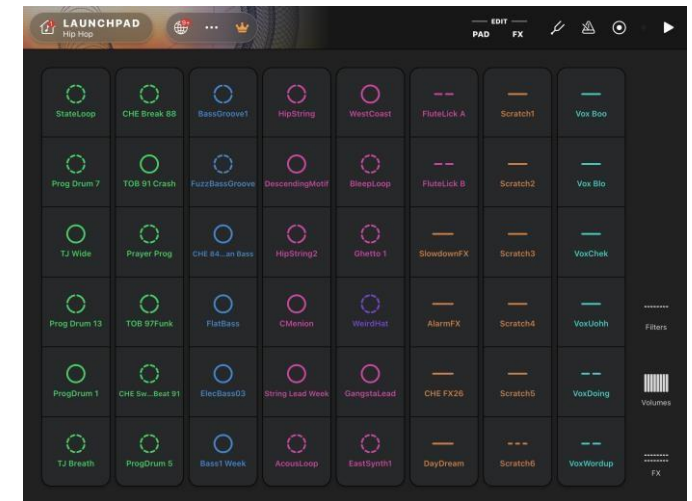 LAUNCHPAD
Hip Hop
EDIT
PAD FX
StateLoop CHE Break 88 BassGroove1 HipString WestCoast FluteLick A Scratch1 Vox Boo
Prog Drum 7 TOB 91 Crash FuzzBassGroove DescendingMotif BleepLoop FluteLick B Scratch2 Vox Blo
TJ Wide Prayer Prog CHE 84...an Bass HipString2 Ghetto 1 SlowdownFX Scratch3 VoxChek
Prog Drum 13 TOB 97Funk FlatBass CMenion WeirdHat AlarmFX Scratch4 VoxUohh
Filters
ProgDrum 1 CHE Sw...Beat 91 ElecBass03 String Lead Week GangstaLead CHE FX26 Scratch5 VoxDoing
Volumes
TJ Breath ProgDrum 5 Bass1 Week AcousLoop EastSynth1 DayDream Scratch6 VoxWordup
FX